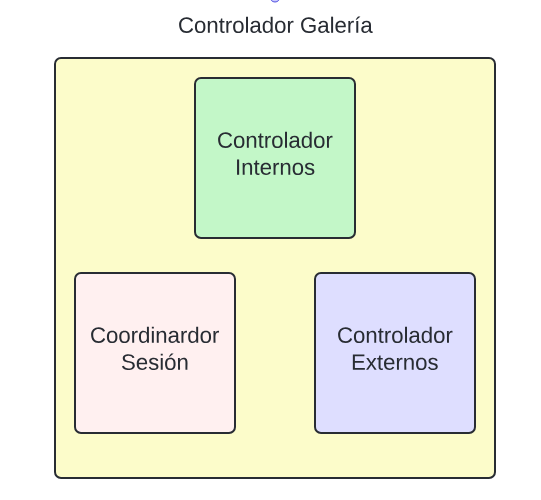 Controlador Galería
Controlador
Internos
Coordinardor
Sesión
Controlador
Externos